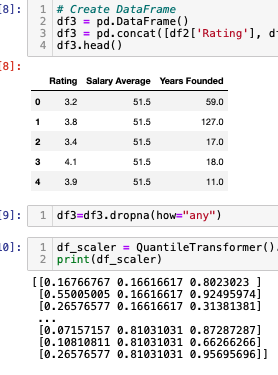 [8]:
1 # Create DataFrame
2 df3 = pd.DataFrame()
3 df3 = pd.concat([df2['Rating'],
4 df3.head()
[8]:
Rating Salary Average Years Founded
0 3.2 51.5 59.0
1 3.8 51.5 127.0
2 3.4 51.5 17.0
3 4.1 51.5 18.0
4 3.9 51.5 11.0
[9]: 1 df3=df3.dropna(how="any")
10]: 1 df_scaler = QuantileTransformer().
2 print(df_scaler)
[[0.16766767 0.16616617 0.8023023 ]
[0.55005005 0.16616617 0.92494974]
[0.26576577 0.16616617 0.31381381]
...
[0.07157157 0.81031031 0.87287287]
[0.10810811 0.81031031 0.66266266]
[0.26576577 0.81031031 0.95695696]]